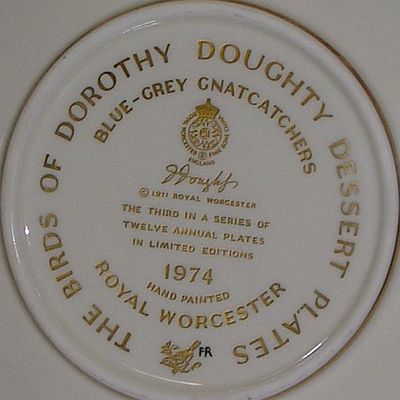 THE BIRDS OF DOROTHY DOUGHTY DESSERT PLATES
BLUE-GREY GNATCATCHERS
ENGLAND
D Doughty
© 1971 ROYAL WORCESTER
THE THIRD IN A SERIES OF
TWELVE ANNUAL PLATES
IN LIMITED EDITIONS
1974
HAND PAINTED
ROYAL WORCESTER
FR